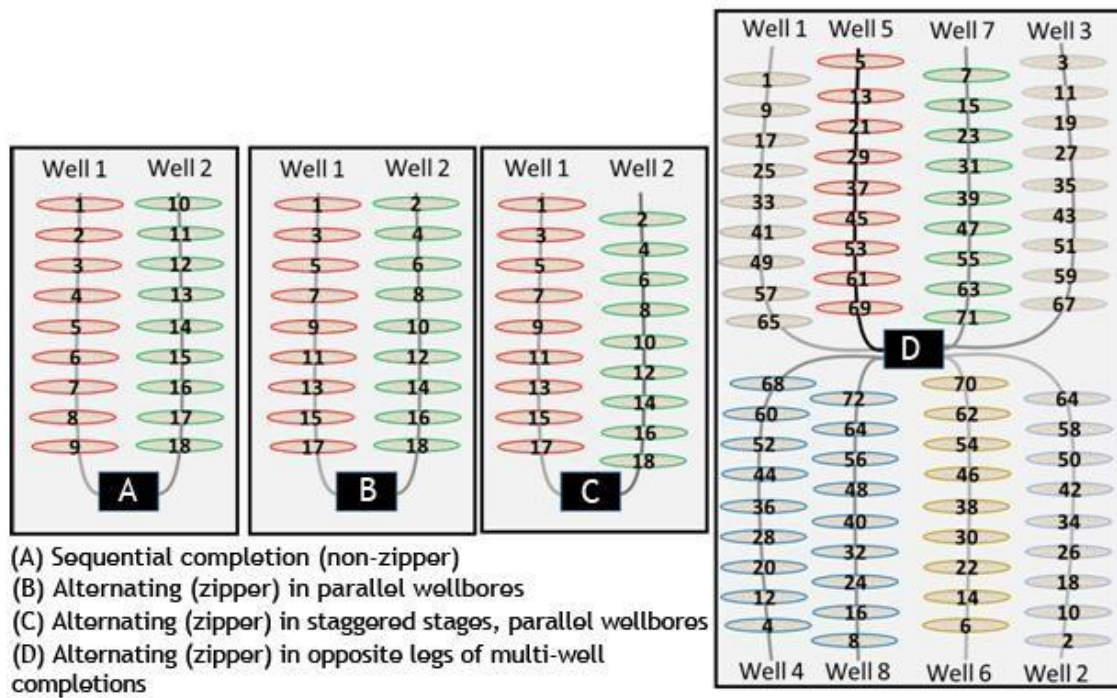 Well 1 Well 2
1 10
2 11
3 12
4 13
5 14
6 15
7 16
8 17
9 18
A
Well 1 Well 2
1 2
3 4
5 6
7 8
9 10
11 12
13 14
15 16
17 18
B
Well 1 Well 2
1 2
3 4
5 6
7 8
9 10
11 12
13 14
15 16
17 18
C
Well 1 Well 5 Well 7 Well 3
1 5 7 3
9 13 15 11
17 21 23 19
25 29 31 27
33 37 39 35
41 45 47 43
49 53 55 51
57 61 63 59
65 69 71 67
D
68 72 70 64
60 64 62 58
52 56 54 50
44 48 46 42
36 40 38 34
28 32 30 26
20 24 22 18
12 16 14 10
4 8 6 2
Well 4 Well 8 Well 6 Well 2
(A) Sequential completion (non-zipper)
(B) Alternating (zipper) in parallel wellbores
(C) Alternating (zipper) in staggered stages, parallel wellbores
(D) Alternating (zipper) in opposite legs of multi-well
completions